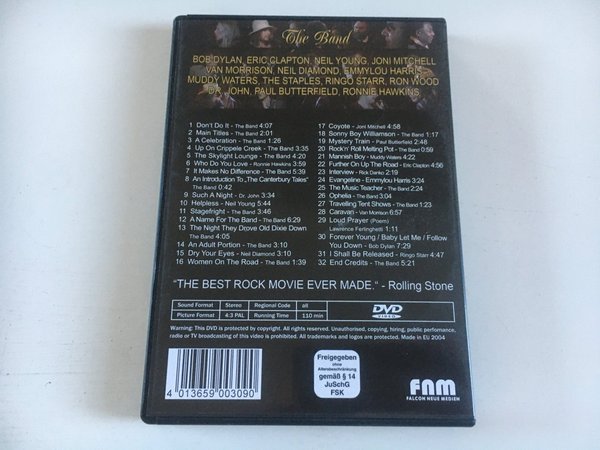 The Band
BOB DYLAN, ERIC CLAPTON, NEIL YOUNG, JONI MITCHELL
VAN MORRISON, NEIL DIAMOND, EMMYLOU HARRIS
MUDDY WATERS, THE STAPLES, RINGO STARR, RON WOOD
DR. JOHN, PAUL BUTTERFIELD, RONNIE HAWKINS
1 Don't Do It - The Band 4:07
2 Main Titles - The Band 2:01
3 A Celebration - The Band 1:26
4 Up On Cripple Creek - The Band 3:35
5 The Skylight Lounge - The Band 4:20
6 Who Do You Love - Ronnie Hawkins 3:59
7 It Makes No Difference - The Band 5:39
8 An Introduction To „The Canterbury Tales"
The Band 0:42
9 Such A Night - Dr. John 3:34
10 Helpless - Neil Young 5:44
11 Stagefright - The Band 3:46
12 A Name For The Band - The Band 6:29
13 The Night They Drove Old Dixie Down
The Band 4:05
14 An Adult Portion - The Band 3:10
15 Dry Your Eyes - Neil Diamond 3:10
16 Women On The Road - The Band 1:39
17 Coyote - Joni Mitchell 4:58
18 Sonny Boy Williamson - The Band 1:17
19 Mystery Train - Paul Butterfield 2:48
20 Rock'n' Roll Melting Pot - The Band 0:59
21 Mannish Boy - Muddy Waters 4:22
22 Further On Up The Road - Eric Clapton 4:56
23 Interview - Rick Danko 2:19
24 Evangeline - Emmylou Harris 3:24
25 The Music Teacher - The Band 2:24
26 Ophelia - The Band 3:04
27 Travelling Tent Shows - The Band 1:23
28 Caravan - Van Morrison 6:57
29 Loud Prayer (Poem)
Lawrence Ferlinghetti 1:11
30 Forever Young / Baby Let Me / Follow
You Down - Bob Dylan 7:29
31 I Shall Be Released - Ringo Starr 4:47
32 End Credits - The Band 5:21
"THE BEST ROCK MOVIE EVER MADE." - Rolling Stone
Sound Format Stereo Regional Code all
Picture Format 4:3 PAL Running Time 110 min
DVD
VIDEO
Warning: This DVD is protected by copyright. All rights are reserved. Unauthorised, copying, hiring, public perfomance,
radio or TV broadcasting of this video is prohibited. All trademarks and logos are protected. Made in EU 2004
4 013659 003090
Freigegeben
ohne
Altersbeschränkung
gemäß § 14
JuSchG
FSK
FNM
FALCON NEUE MEDIEN